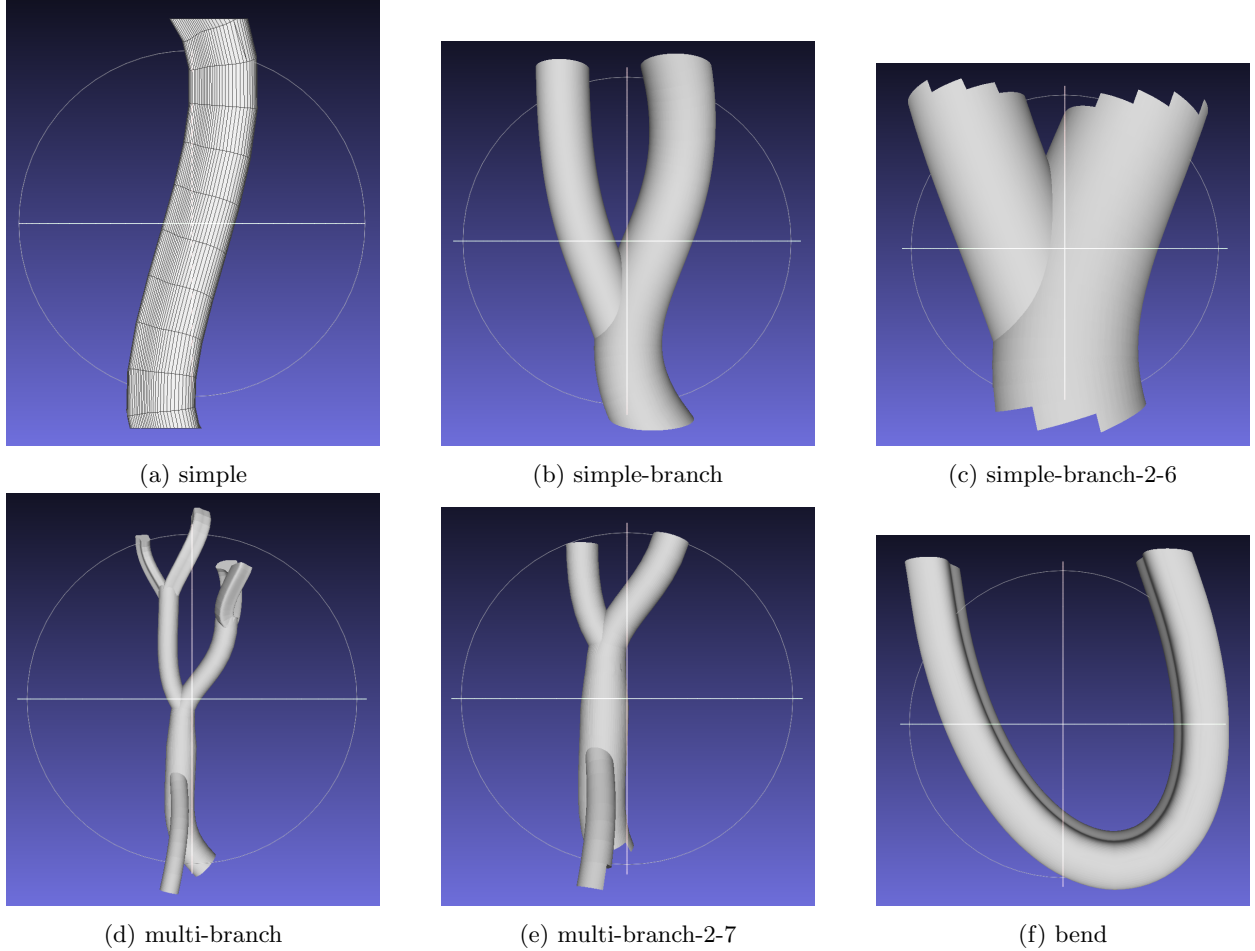 (a) simple
(b) simple-branch
(c) simple-branch-2-6
(d) multi-branch
(e) multi-branch-2-7
(f) bend